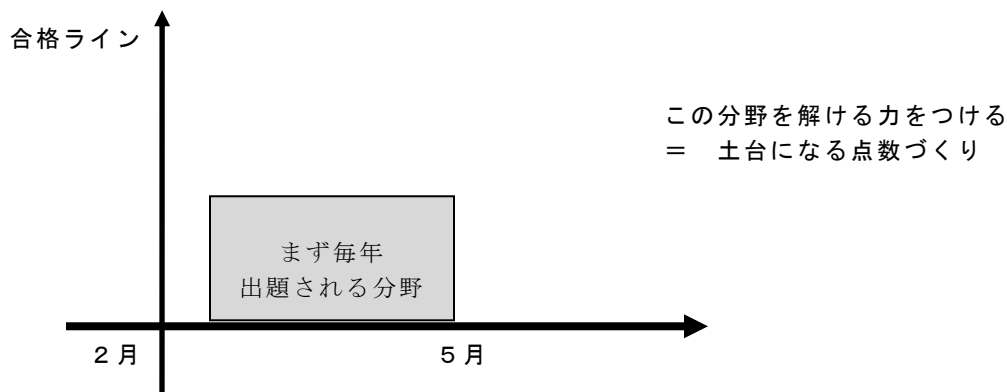 合格ライン
この分野を解ける力をつける
＝　土台になる点数づくり
まず毎年
出題される分野
２月
５月